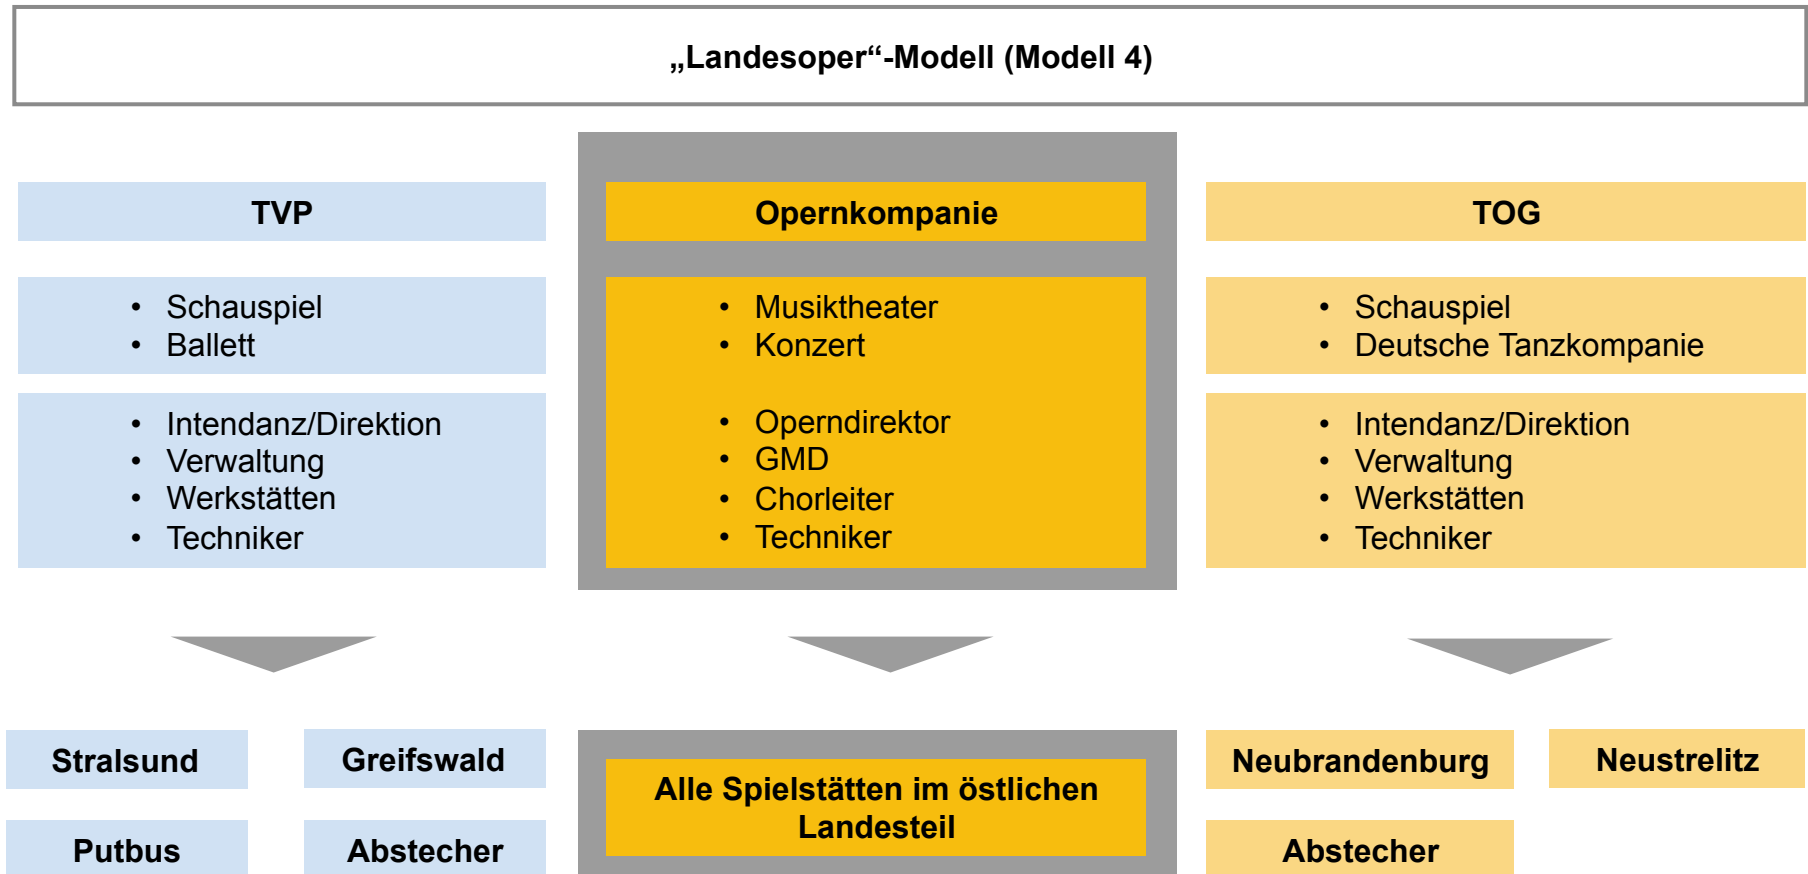 „Landesoper“-Modell (Modell 4)
TVP
• Schauspiel
• Ballett
• Intendanz/Direktion
• Verwaltung
• Werkstätten
• Techniker
Stralsund
Greifswald
Putbus
Abstecher
Opernkompanie
• Musiktheater
• Konzert
• Operndirektor
• GMD
• Chorleiter
• Techniker
Alle Spielstätten im östlichen
Landesteil
TOG
• Schauspiel
• Deutsche Tanzkompanie
• Intendanz/Direktion
• Verwaltung
• Werkstätten
• Techniker
Neubrandenburg
Neustrelitz
Abstecher